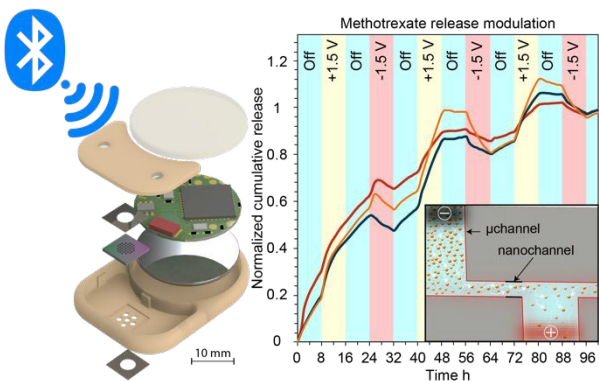 Methotrexate release modulation
Normalized cumulative release
1.2
1
0.8
0.6
0.4
0.2
0
Off
+1.5 V
Off
-1.5 V
Off
+1.5 V
Off
-1.5 V
Off
+1.5 V
Off
-1.5 V
Off
µchannel
nanochannel
−
+
0 8 16 24 32 40 48 56 64 72 80 88 96
Time h
10 mm